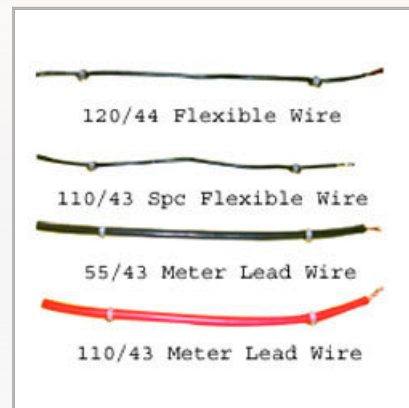 120/44 Flexible Wire
110/43 Spc Flexible Wire
55/43 Meter Lead Wire
110/43 Meter Lead Wire